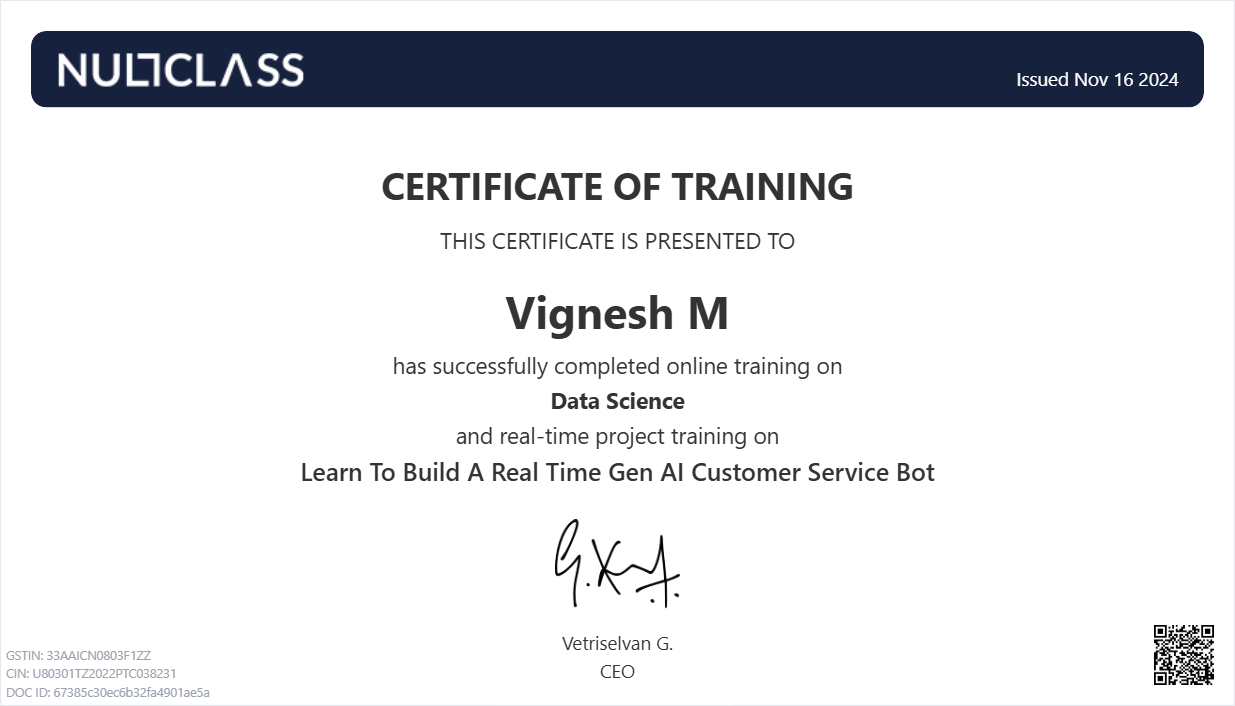 NULLCLASS
Issued Nov 16 2024
CERTIFICATE OF TRAINING
THIS CERTIFICATE IS PRESENTED TO
Vignesh M
has successfully completed online training on
Data Science
and real-time project training on
Learn To Build A Real Time Gen AI Customer Service Bot
Vetriselvan G.
CEO
GSTIN: 33AAICN0803F1ZZ
CIN: U80301TZ2022PTC038231
DOC ID: 67385c30ec6b32fa4901ae5a